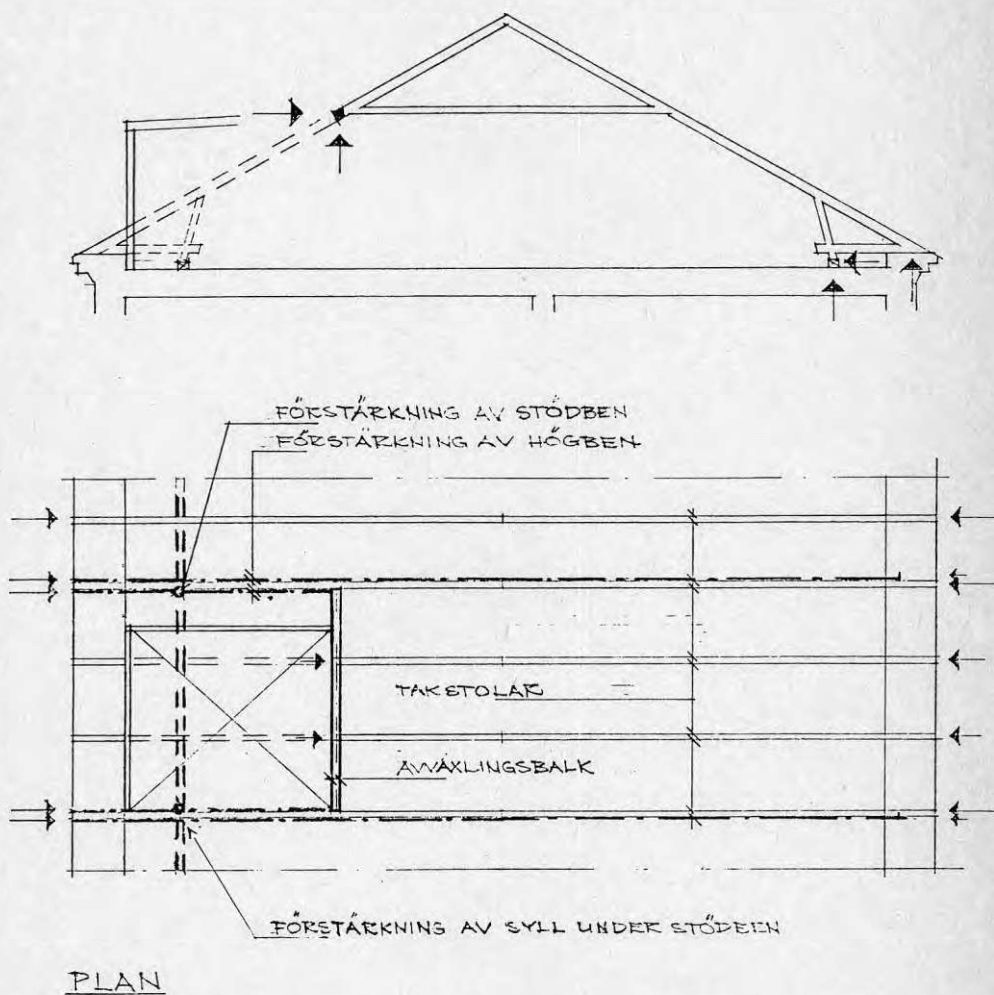 FÖRSTÄRKNING AV STÖDBEN
FÖRSTÄRKNING AV HÖGBEN
TAKSTOLAR
AVVÄXLINGSBALK
FÖRSTÄRKNING AV SYLL UNDER STÖDBEN
PLAN